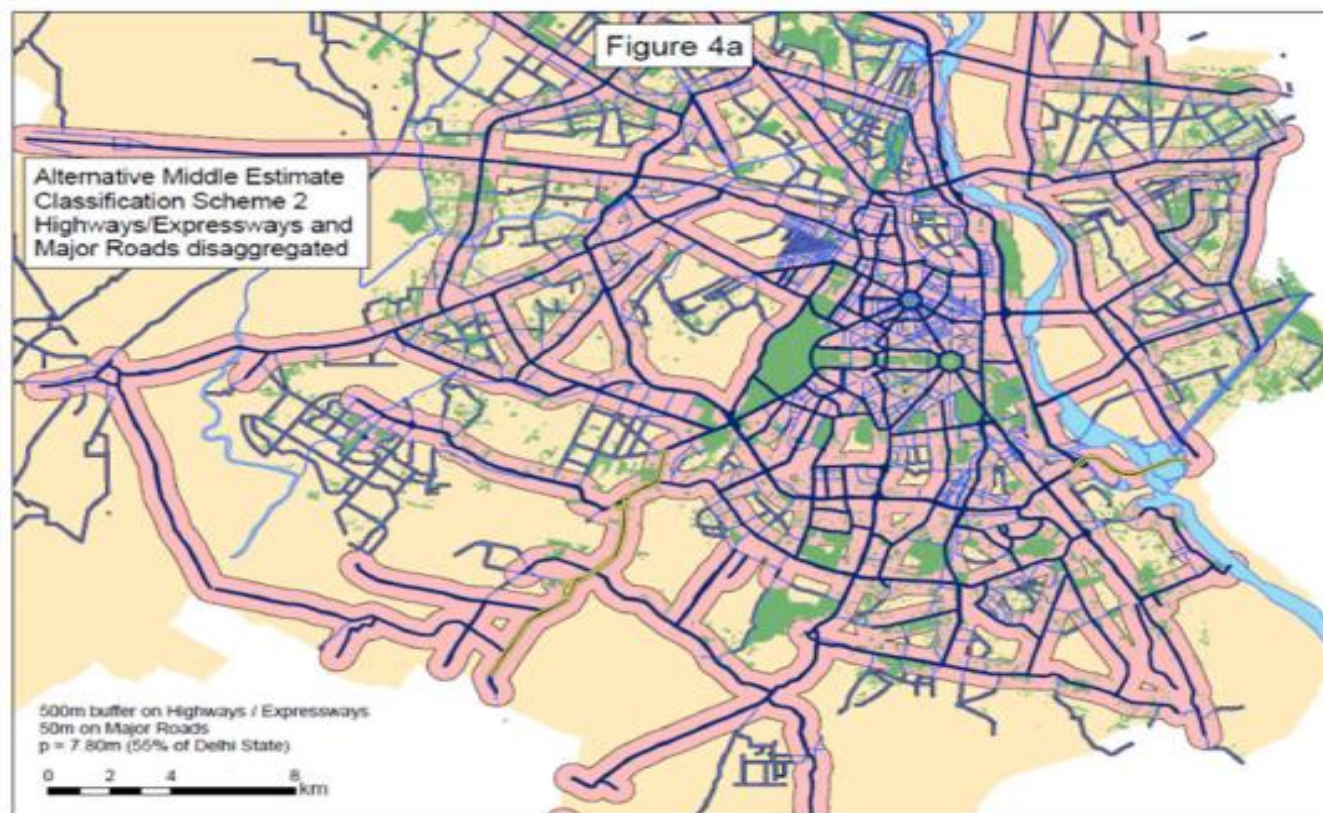 Figure 4a
Alternative Middle Estimate
Classification Scheme 2
Highways/Expressways and
Major Roads disaggregated
500m buffer on Highways / Expressways
50m on Major Roads
p = 7.80m (55% of Delhi State)
0 2 4 8
km